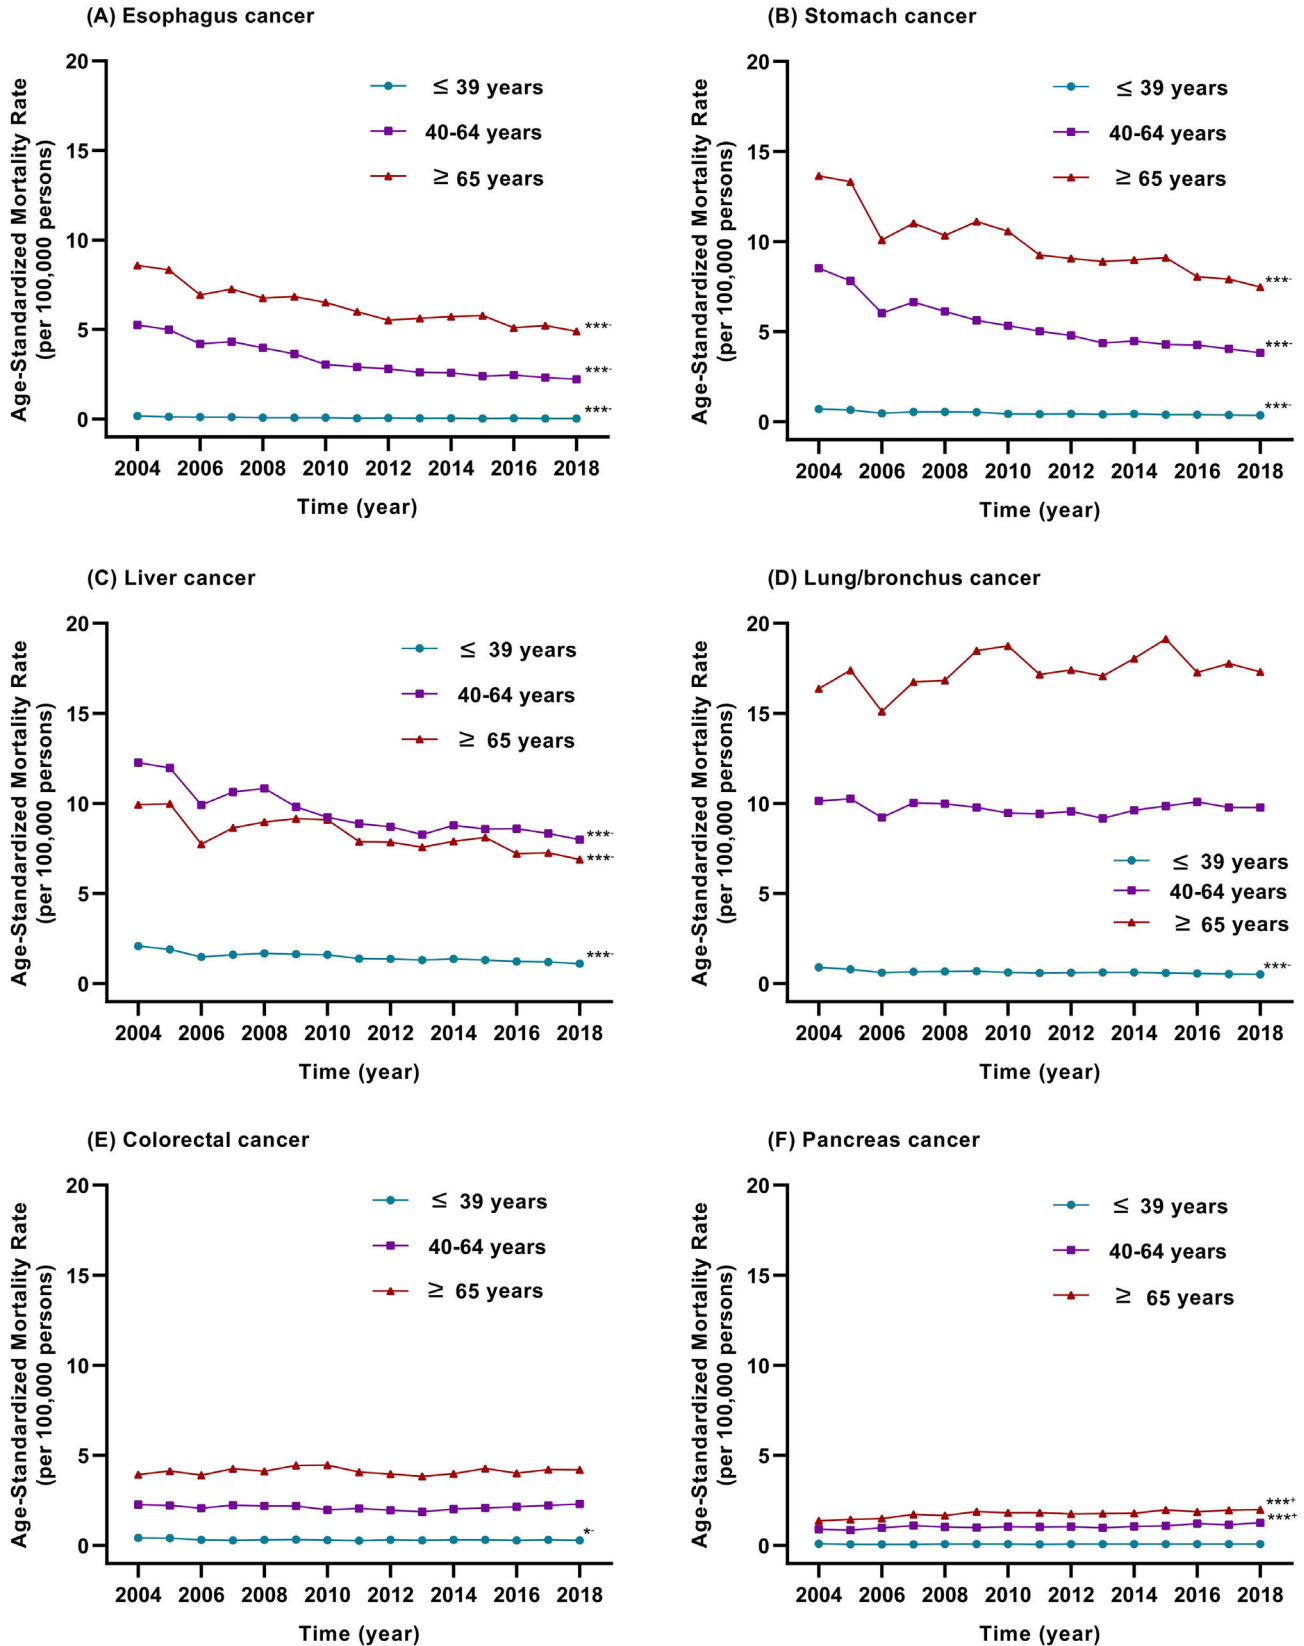 (A) Esophagus cancer
Age-Standardized Mortality Rate
(per 100,000 persons)
20
15
10
5
0
≤ 39 years
40-64 years
≥ 65 years
***-
***-
***-
2004 2006 2008 2010 2012 2014 2016 2018
Time (year)
(B) Stomach cancer
Age-Standardized Mortality Rate
(per 100,000 persons)
20
15
10
5
0
≤ 39 years
40-64 years
≥ 65 years
***-
***-
***-
2004 2006 2008 2010 2012 2014 2016 2018
Time (year)
(C) Liver cancer
Age-Standardized Mortality Rate
(per 100,000 persons)
20
15
10
5
0
≤ 39 years
40-64 years
≥ 65 years
***-
***-
***-
2004 2006 2008 2010 2012 2014 2016 2018
Time (year)
(D) Lung/bronchus cancer
Age-Standardized Mortality Rate
(per 100,000 persons)
20
15
10
5
0
≤ 39 years
40-64 years
≥ 65 years
***-
2004 2006 2008 2010 2012 2014 2016 2018
Time (year)
(E) Colorectal cancer
Age-Standardized Mortality Rate
(per 100,000 persons)
20
15
10
5
0
≤ 39 years
40-64 years
≥ 65 years
*-
2004 2006 2008 2010 2012 2014 2016 2018
Time (year)
(F) Pancreas cancer
Age-Standardized Mortality Rate
(per 100,000 persons)
20
15
10
5
0
≤ 39 years
40-64 years
≥ 65 years
***+
***+
2004 2006 2008 2010 2012 2014 2016 2018
Time (year)